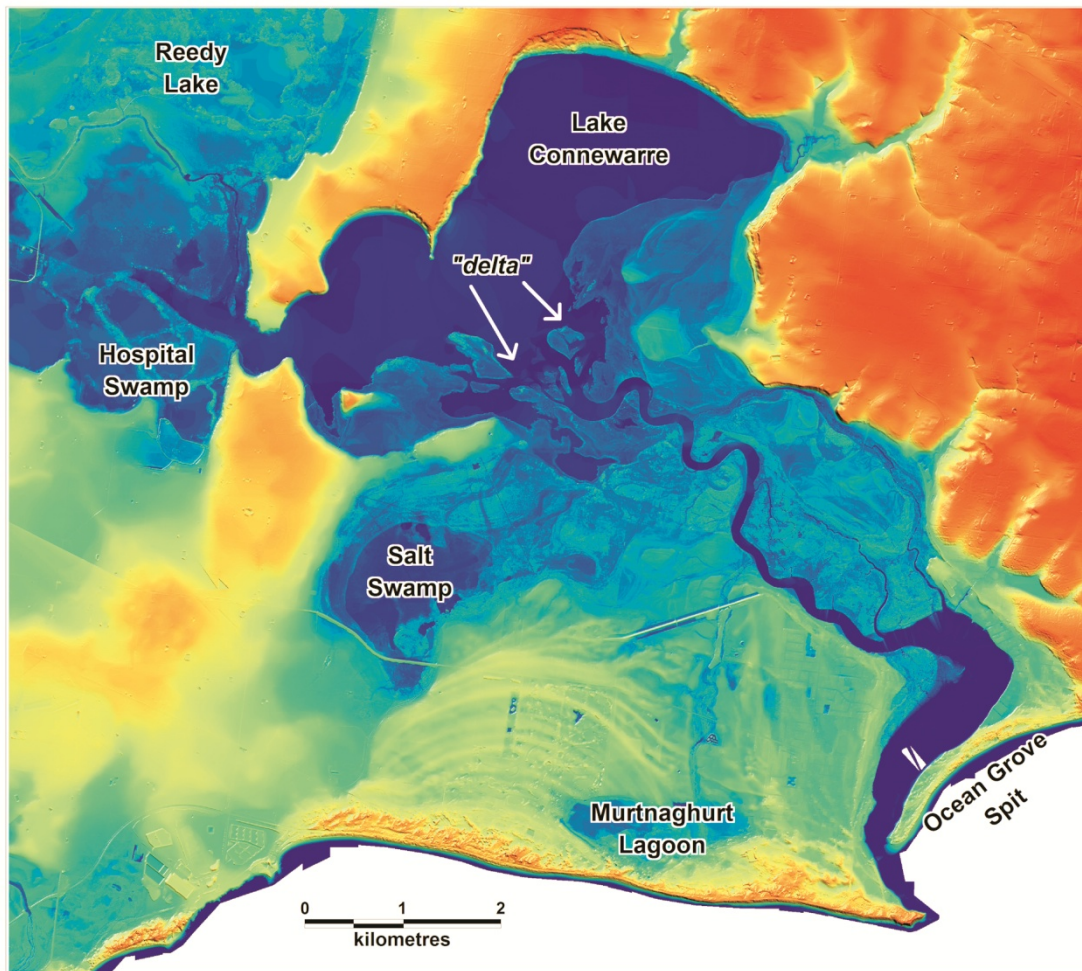 Reedy
Lake
Lake
Connewarre
"delta"
Hospital
Swamp
Salt
Swamp
Murtnaghurt
Lagoon
Ocean Grove
Spit
0 1 2
kilometres